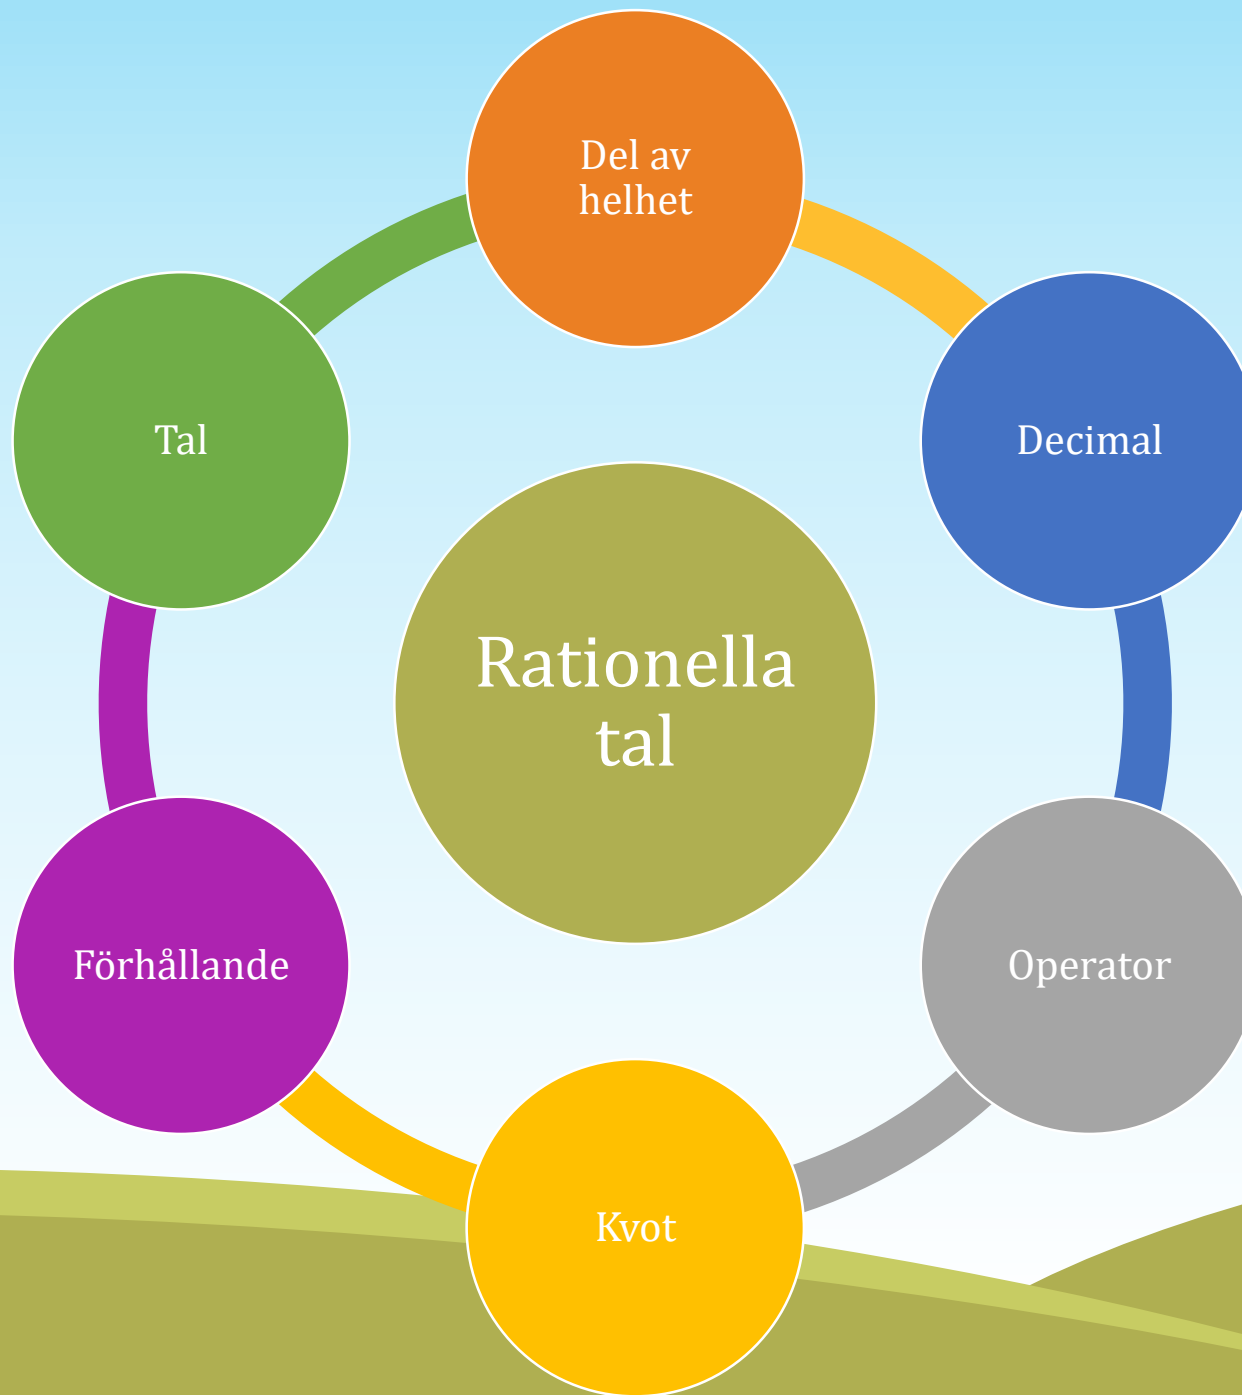 Del av
helhet
Tal
Decimal
Rationella
tal
Förhållande
Operator
Kvot